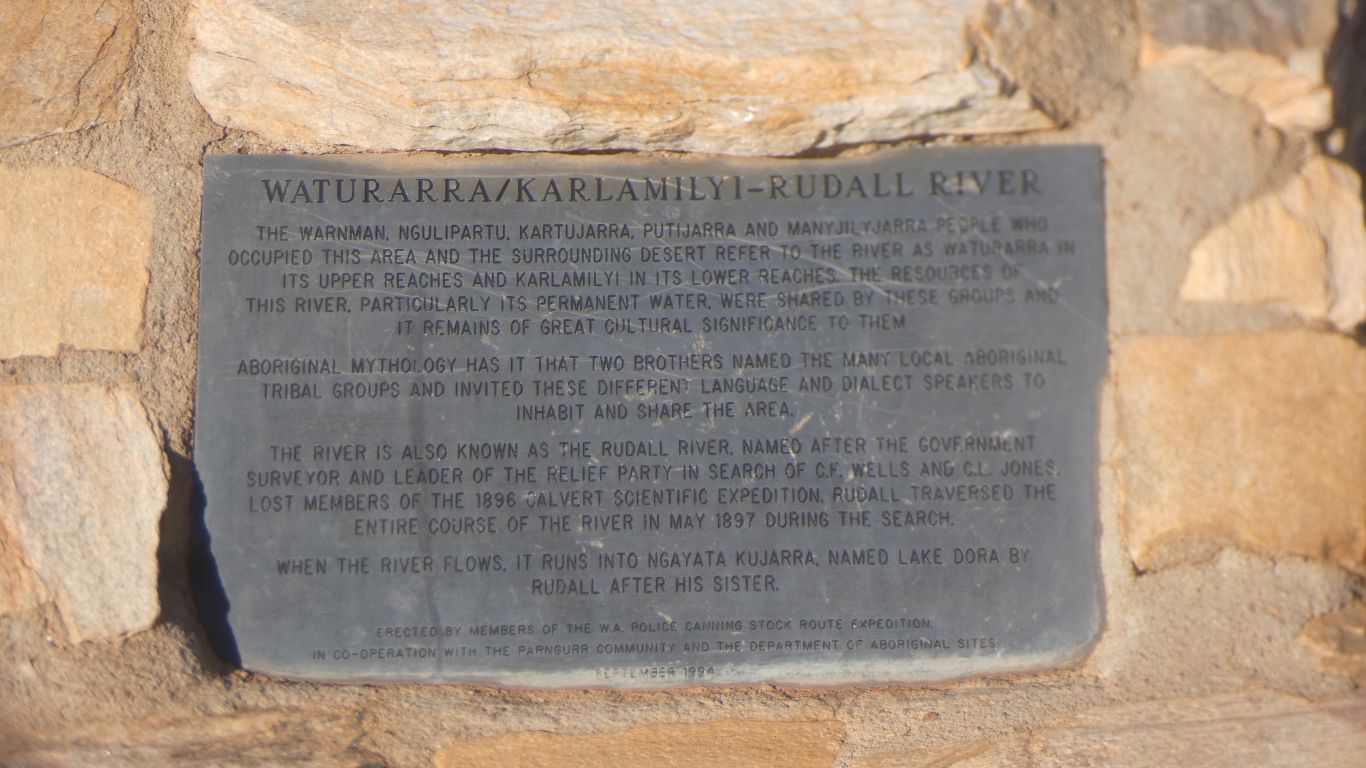 WATURARRA/KARLAMILYI-RUDALL RIVER
THE WARNMAN, NGULIPARTU, KARTUJARRA, PUTIJARRA AND MANYJILYJARRA PEOPLE WHO
OCCUPIED THIS AREA AND THE SURROUNDING DESERT REFER TO THE RIVER AS WATURARRA IN
ITS UPPER REACHES AND KARLAMILYI IN ITS LOWER REACHES. THE RESOURCES OF
THIS RIVER, PARTICULARLY ITS PERMANENT WATER, WERE SHARED BY THESE GROUPS AND
IT REMAINS OF GREAT CULTURAL SIGNIFICANCE TO THEM
ABORIGINAL MYTHOLOGY HAS IT THAT TWO BROTHERS NAMED THE MANY LOCAL ABORIGINAL
TRIBAL GROUPS AND INVITED THESE DIFFERENT LANGUAGE AND DIALECT SPEAKERS TO
INHABIT AND SHARE THE AREA.
THE RIVER IS ALSO KNOWN AS THE RUDALL RIVER, NAMED AFTER THE GOVERNMENT
SURVEYOR AND LEADER OF THE RELIEF PARTY IN SEARCH OF C.F. WELLS AND C.L. JONES,
LOST MEMBERS OF THE 1896 CALVERT SCIENTIFIC EXPEDITION. RUDALL TRAVERSED THE
ENTIRE COURSE OF THE RIVER IN MAY 1897 DURING THE SEARCH.
WHEN THE RIVER FLOWS, IT RUNS INTO NGAYATA KUJARRA, NAMED LAKE DORA BY
RUDALL AFTER HIS SISTER.
ERECTED BY MEMBERS OF THE W.A. POLICE CANNING STOCK ROUTE EXPEDITION,
IN CO-OPERATION WITH THE PARNGURR COMMUNITY AND THE DEPARTMENT OF ABORIGINAL SITES.
SEPTEMBER 1994